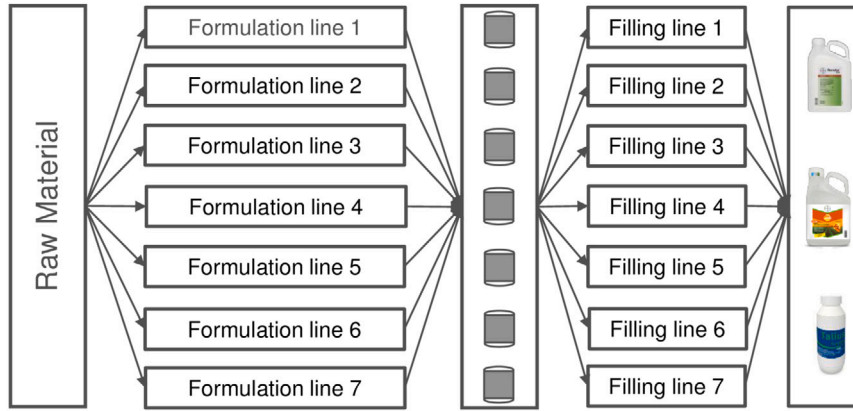 Raw Material
Formulation line 1
Formulation line 2
Formulation line 3
Formulation line 4
Formulation line 5
Formulation line 6
Formulation line 7
Filling line 1
Filling line 2
Filling line 3
Filling line 4
Filling line 5
Filling line 6
Filling line 7